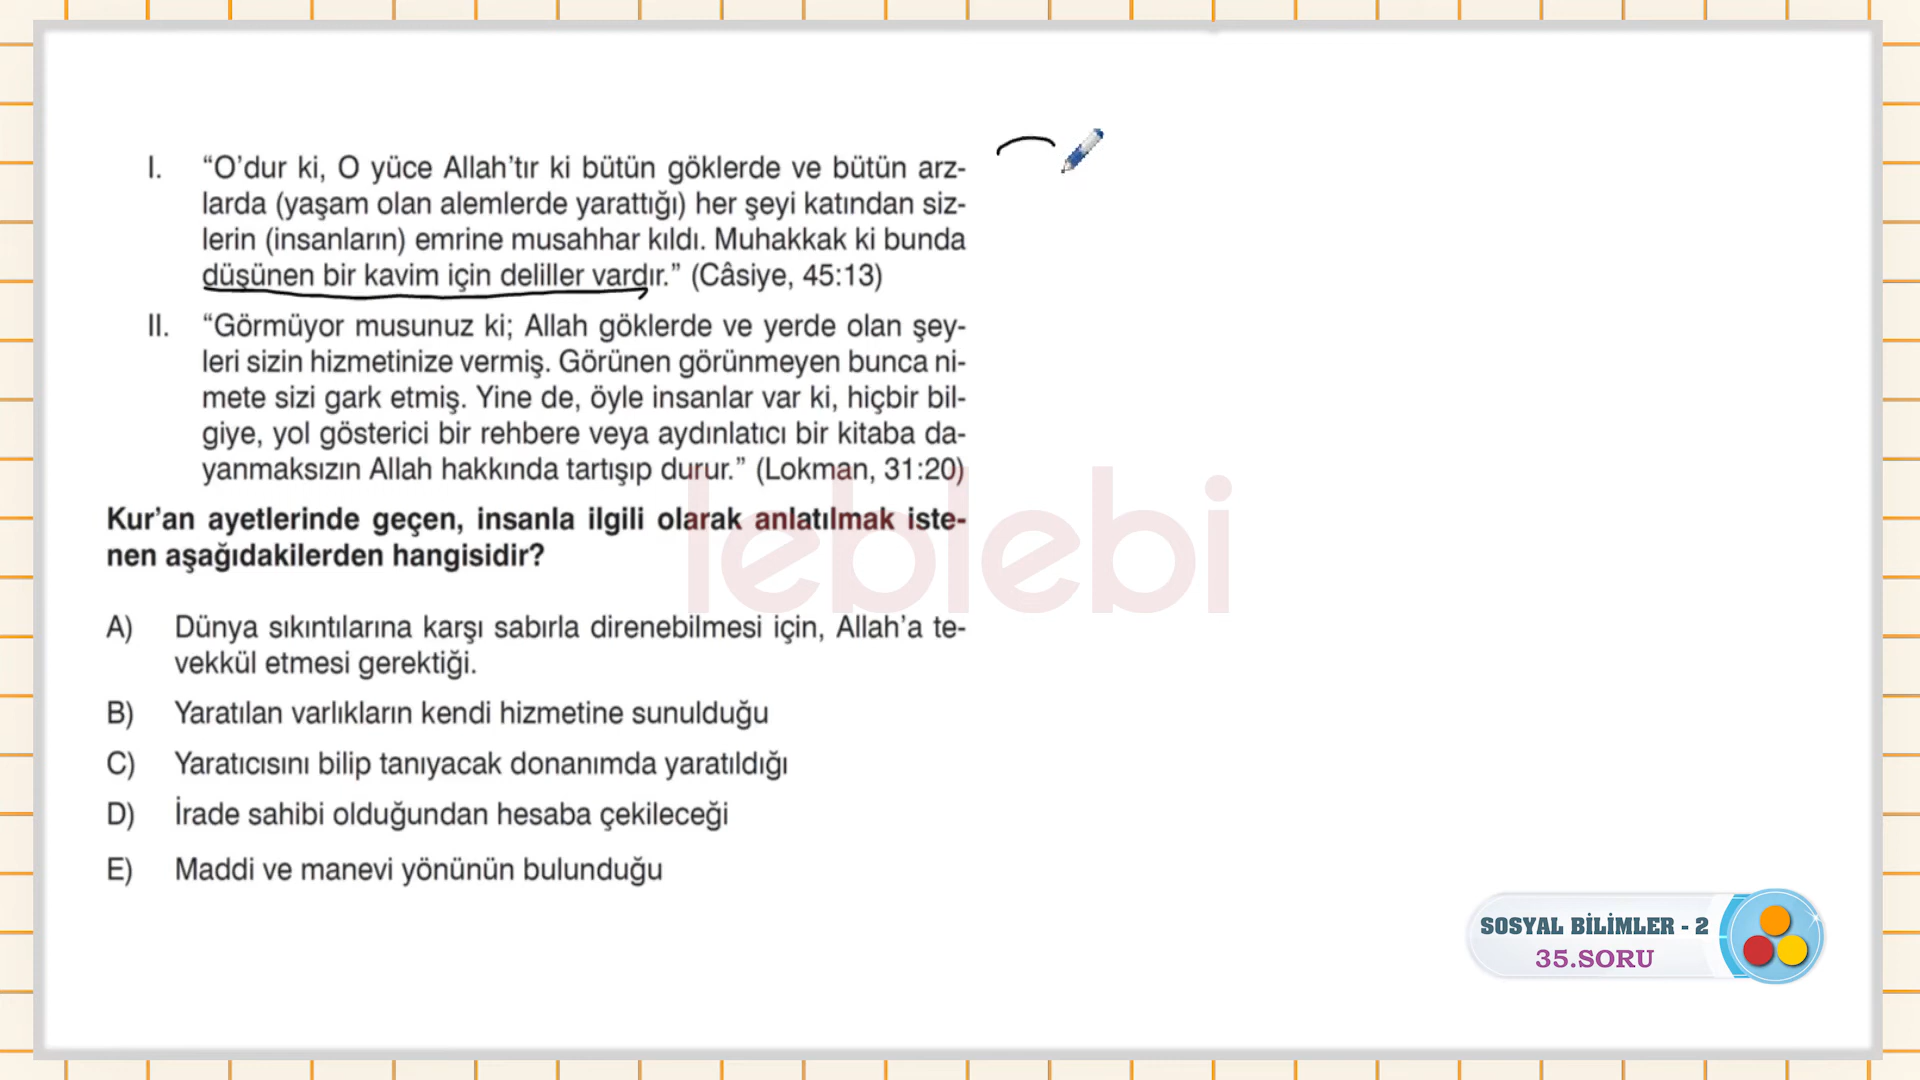 I. “O’dur ki, O yüce Allah’tır ki bütün göklerde ve bütün arz-
larda (yaşam olan alemlerde yarattığı) her şeyi katından siz-
lerin (insanların) emrine musahhar kıldı. Muhakkak ki bunda
düşünen bir kavim için deliller vardır.” (Câsiye, 45:13)
II. “Görmüyor musunuz ki; Allah göklerde ve yerde olan şey-
leri sizin hizmetinize vermiş. Görünen görünmeyen bunca ni-
mete sizi gark etmiş. Yine de, öyle insanlar var ki, hiçbir bil-
giye, yol gösterici bir rehbere veya aydınlatıcı bir kitaba da-
yanmaksızın Allah hakkında tartışıp durur.” (Lokman, 31:20)
Kur’an ayetlerinde geçen, insanla ilgili olarak anlatılmak iste-
nen aşağıdakilerden hangisidir?
A) Dünya sıkıntılarına karşı sabırla direnebilmesi için, Allah’a te-
vekkül etmesi gerektiği.
B) Yaratılan varlıkların kendi hizmetine sunulduğu
C) Yaratıcısını bilip tanıyacak donanımda yaratıldığı
D) İrade sahibi olduğundan hesaba çekileceği
E) Maddi ve manevi yönünün bulunduğu
leblebi
SOSYAL BİLİMLER - 2
35.SORU